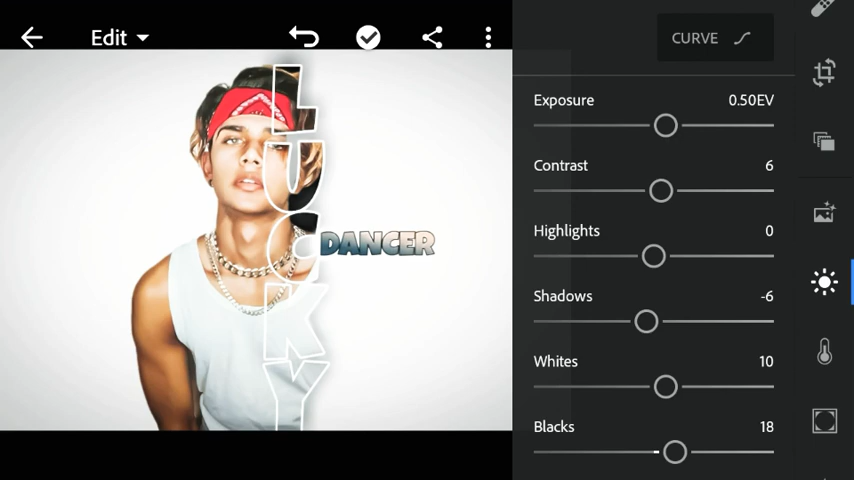 Edit
CURVE
LUCKY
DANCER
Exposure 0.50EV
Contrast 6
Highlights 0
Shadows -6
Whites 10
Blacks 18